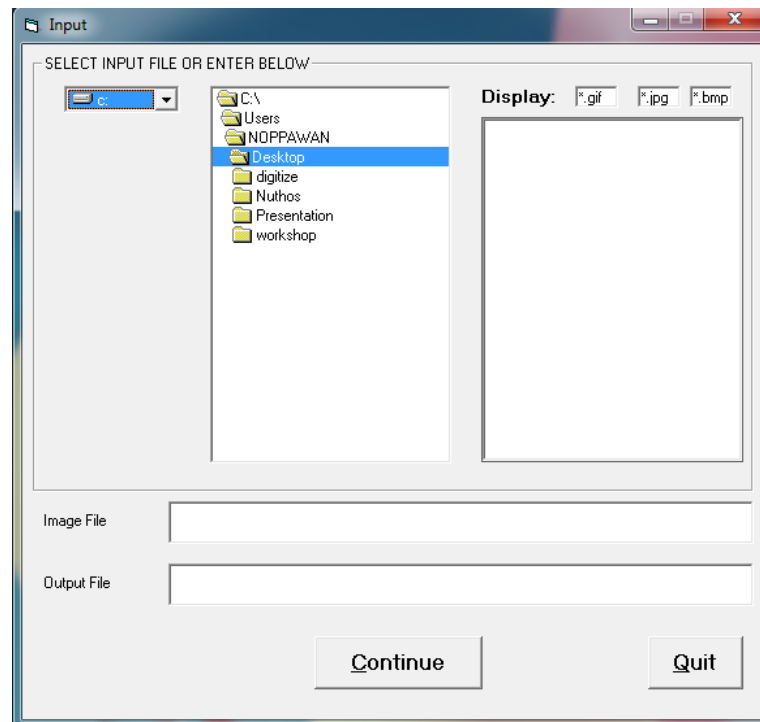 Input
SELECT INPUT FILE OR ENTER BELOW
c:
C:\
Users
NOPPAWAN
Desktop
digitize
Nuthos
Presentation
workshop
Display: *.gif *.jpg *.bmp
Image File
Output File
Continue Quit